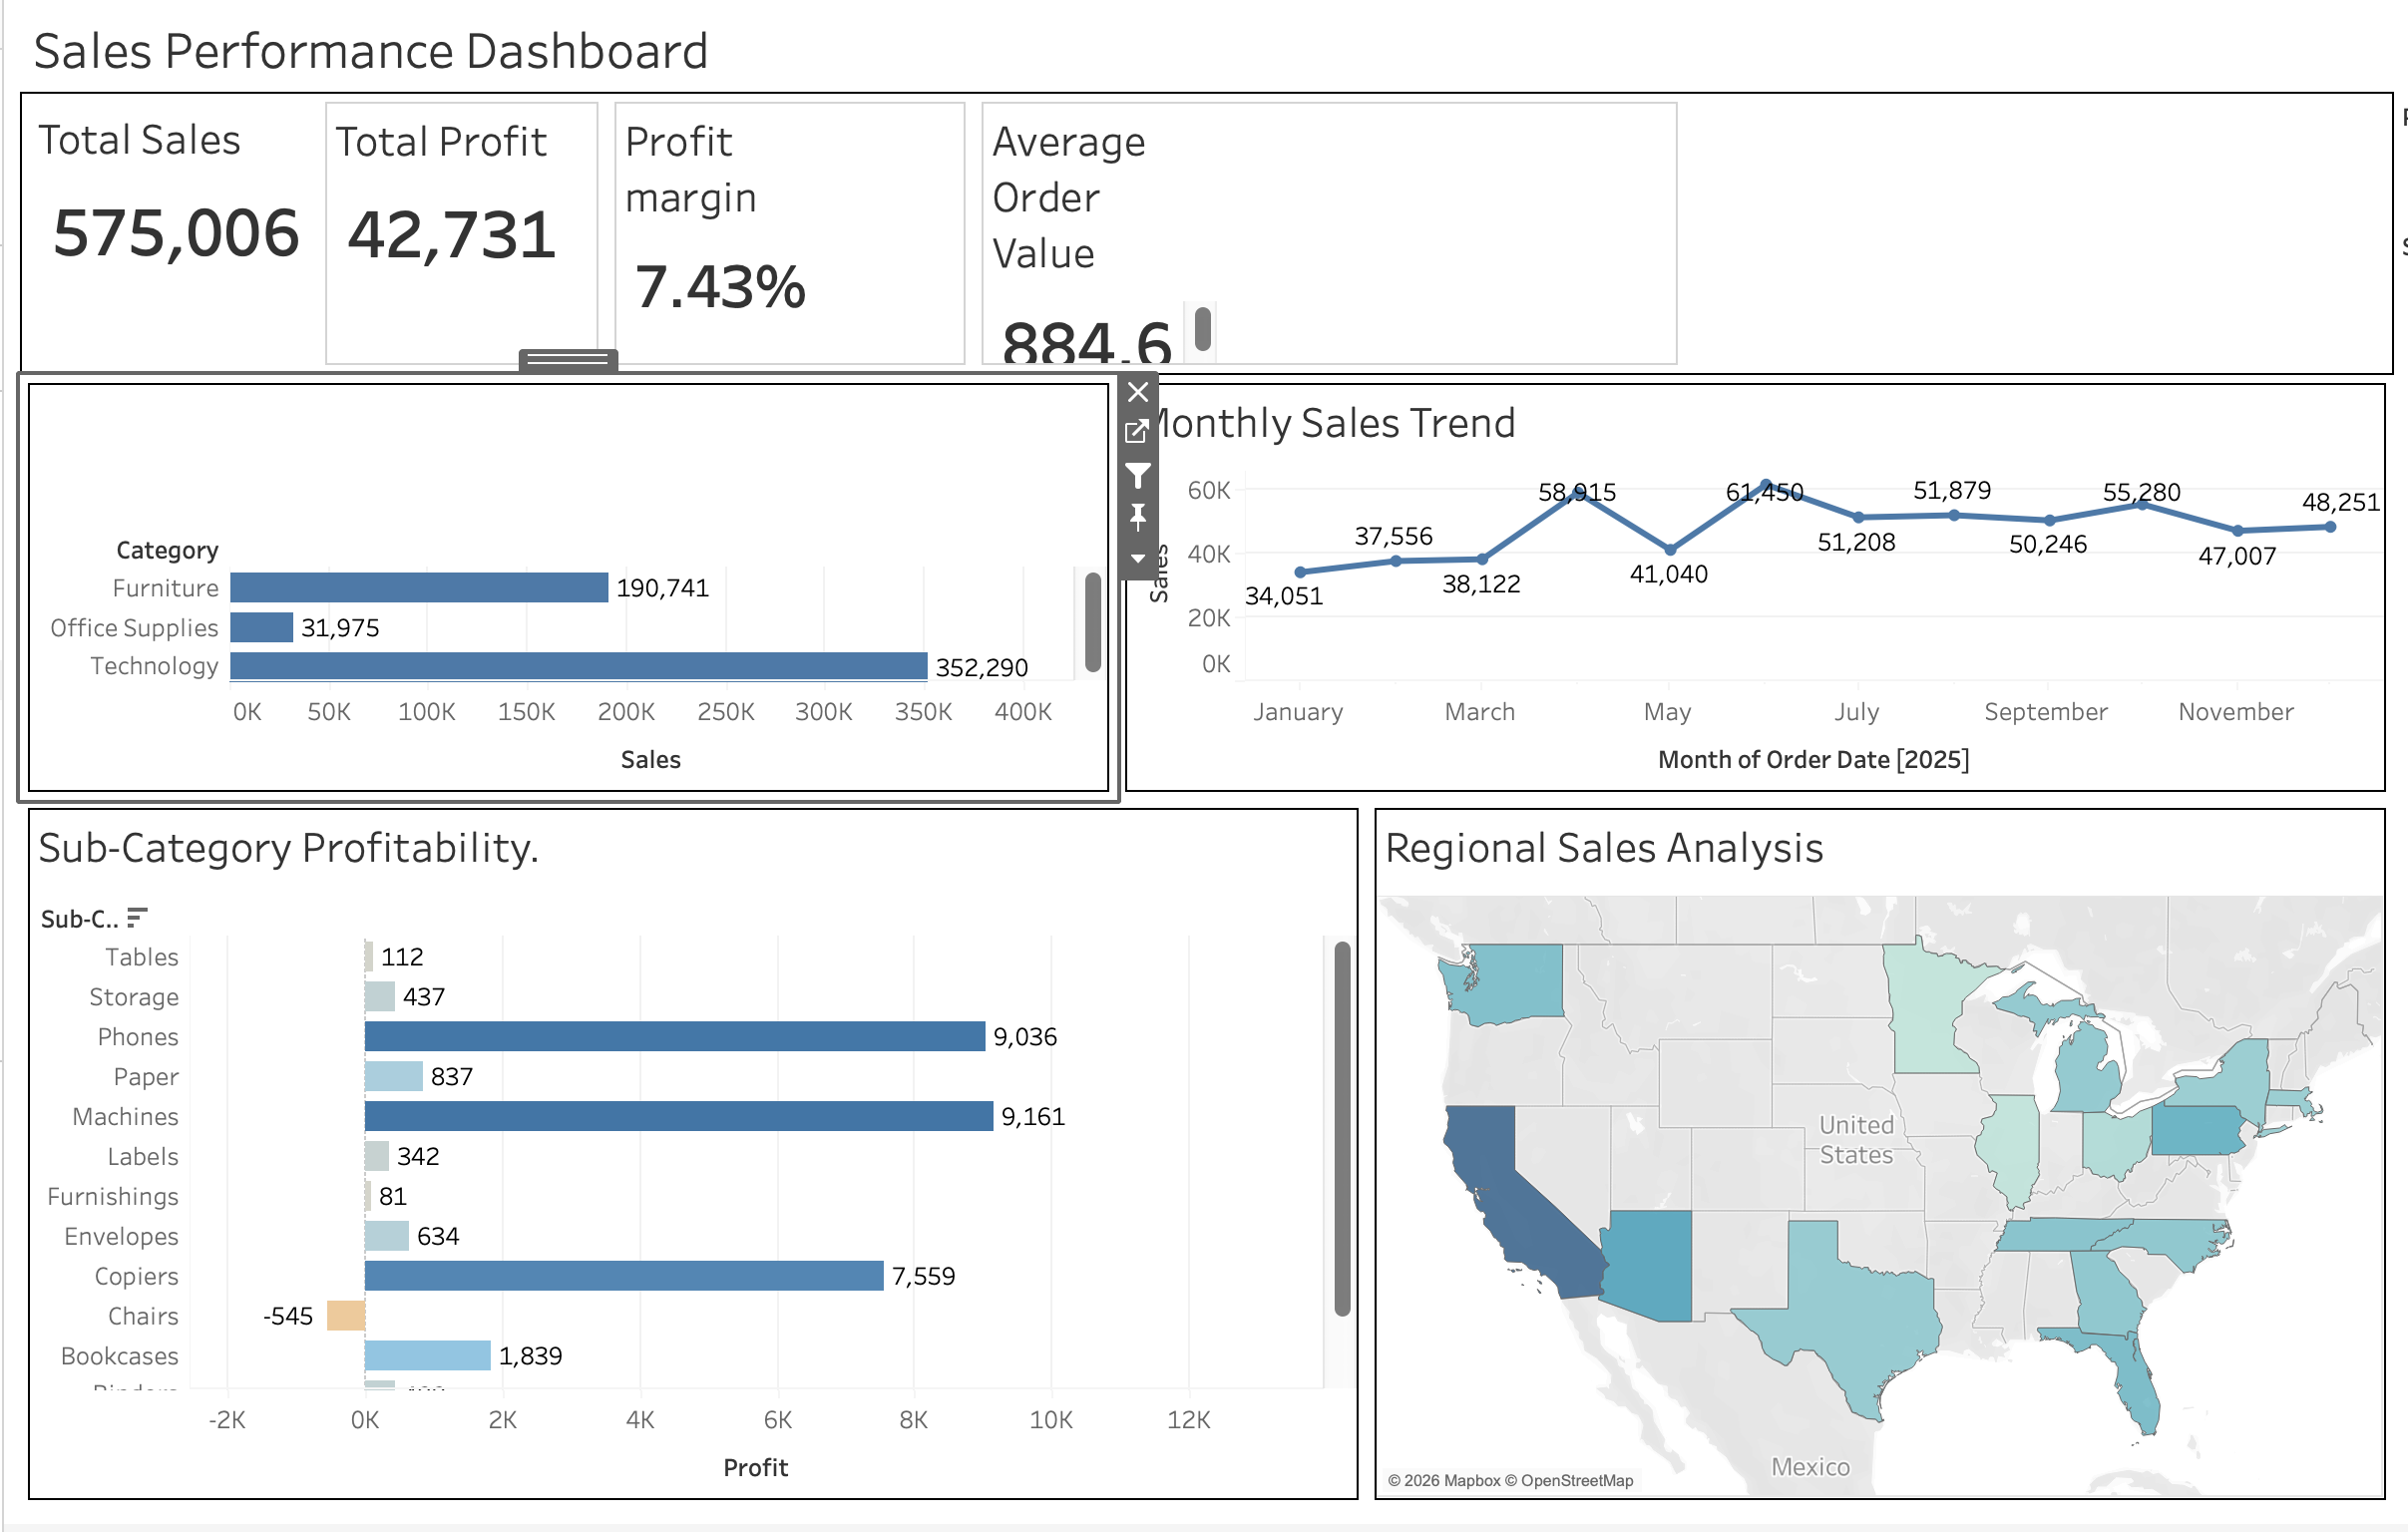 Sales Performance Dashboard
Total Sales
575,006
Total Profit
42,731
Profit
margin
7.43%
Average
Order
Value
884.6
Category
Furniture 190,741
Office Supplies 31,975
Technology 352,290
0K 50K 100K 150K 200K 250K 300K 350K 400K
Sales
Monthly Sales Trend
Sales
60K
40K
20K
0K
34,051
37,556
38,122
58,915
41,040
61,450
51,208
51,879
50,246
55,280
47,007
48,251
January March May July September November
Month of Order Date [2025]
Sub-Category Profitability.
Sub-C..
Tables 112
Storage 437
Phones 9,036
Paper 837
Machines 9,161
Labels 342
Furnishings 81
Envelopes 634
Copiers 7,559
Chairs -545
Bookcases 1,839
-2K 0K 2K 4K 6K 8K 10K 12K
Profit
Regional Sales Analysis
United
States
Mexico
© 2026 Mapbox © OpenStreetMap